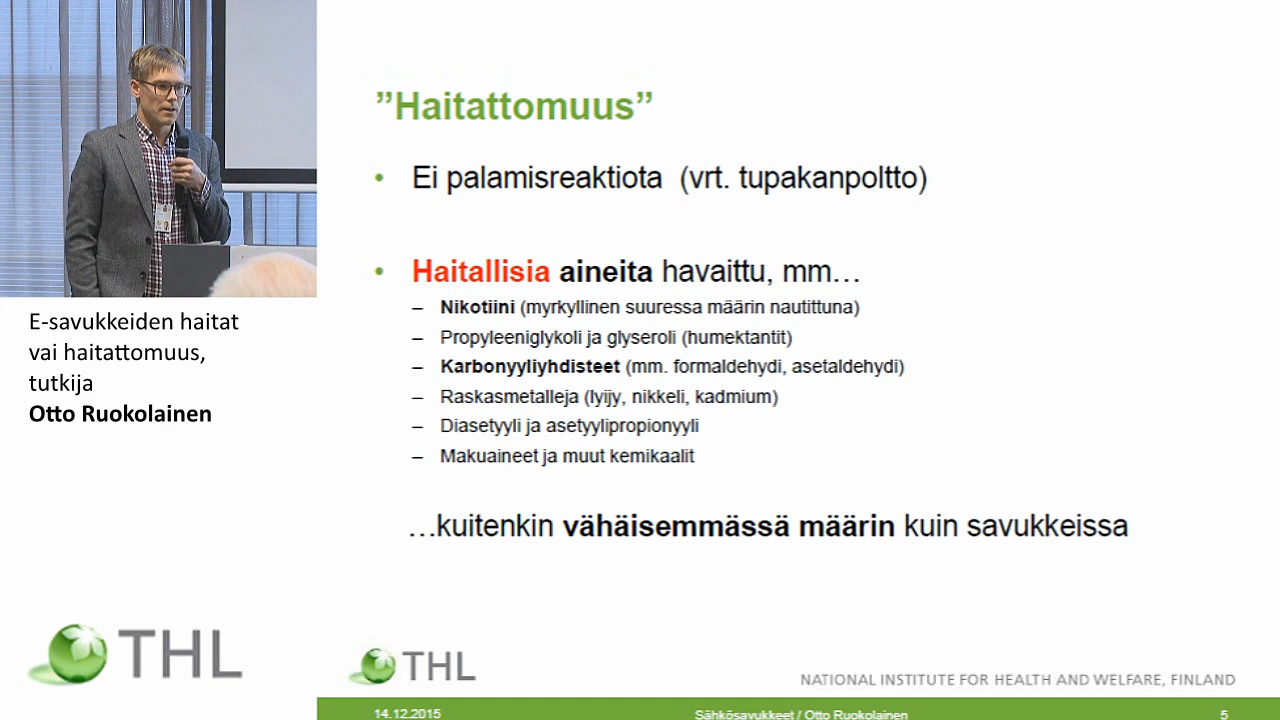 ”Haitattomuus”
• Ei palamisreaktiota (vrt. tupakanpoltto)
• Haitallisia aineita havaittu, mm…
– Nikotiini (myrkyllinen suuressa määrin nautittuna)
– Propyleeniglykoli ja glyseroli (humektantit)
– Karbonyyliyhdisteet (mm. formaldehydi, asetaldehydi)
– Raskasmetalleja (lyijy, nikkeli, kadmium)
– Diasetyyli ja asetyylipropionyyli
– Makuaineet ja muut kemikaalit
…kuitenkin vähäisemmässä määrin kuin savukkeissa
E-savukkeiden haitat
vai haitattomuus,
tutkija
Otto Ruokolainen
THL
THL
NATIONAL INSTITUTE FOR HEALTH AND WELFARE, FINLAND
14.12.2015 Sähkösavukkeet / Otto Ruokolainen 5